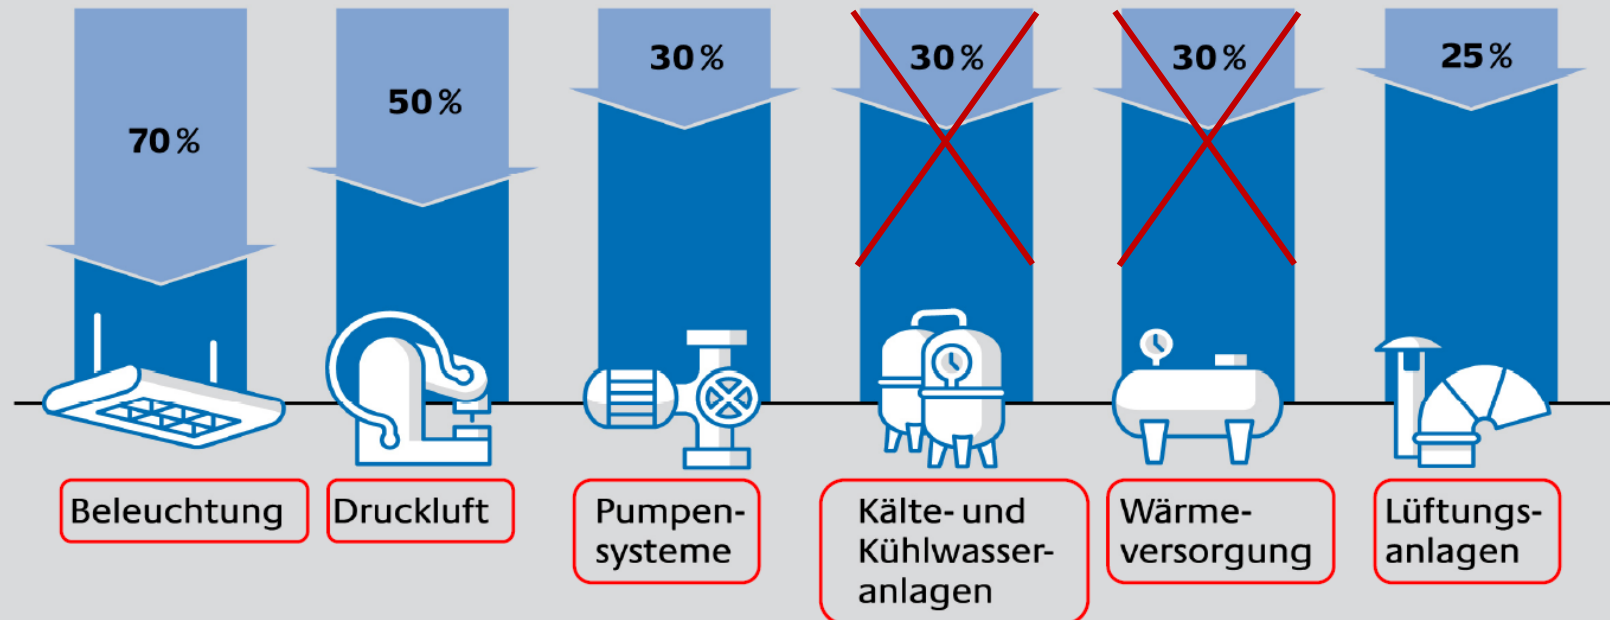 70 %
50 %
30 %
30 %
30 %
25 %
Beleuchtung
Druckluft
Pumpen-
systeme
Kälte- und
Kühlwasser-
anlagen
Wärme-
versorgung
Lüftungs-
anlagen